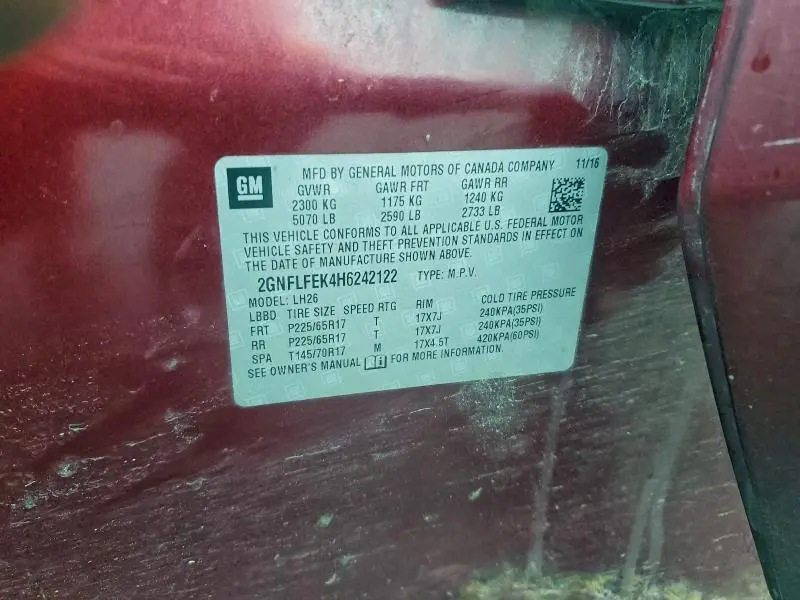 GM
MFD BY GENERAL MOTORS OF CANADA COMPANY 11/16
GVWR GAWR FRT GAWR RR
2300 KG 1175 KG 1240 KG
5070 LB 2590 LB 2733 LB
THIS VEHICLE CONFORMS TO ALL APPLICABLE U.S. FEDERAL MOTOR
VEHICLE SAFETY AND THEFT PREVENTION STANDARDS IN EFFECT ON
THE DATE OF MANUFACTURE SHOWN ABOVE.
2GNFLFEK4H6242122 TYPE: M.P.V.
MODEL: LH26
LBBD TIRE SIZE SPEED RTG RIM COLD TIRE PRESSURE
FRT P225/65R17 T 17X7J 240KPA(35PSI)
RR P225/65R17 T 17X7J 240KPA(35PSI)
SPA T145/70R17 M 17X4.5T 420KPA(60PSI)
SEE OWNER'S MANUAL FOR MORE INFORMATION.